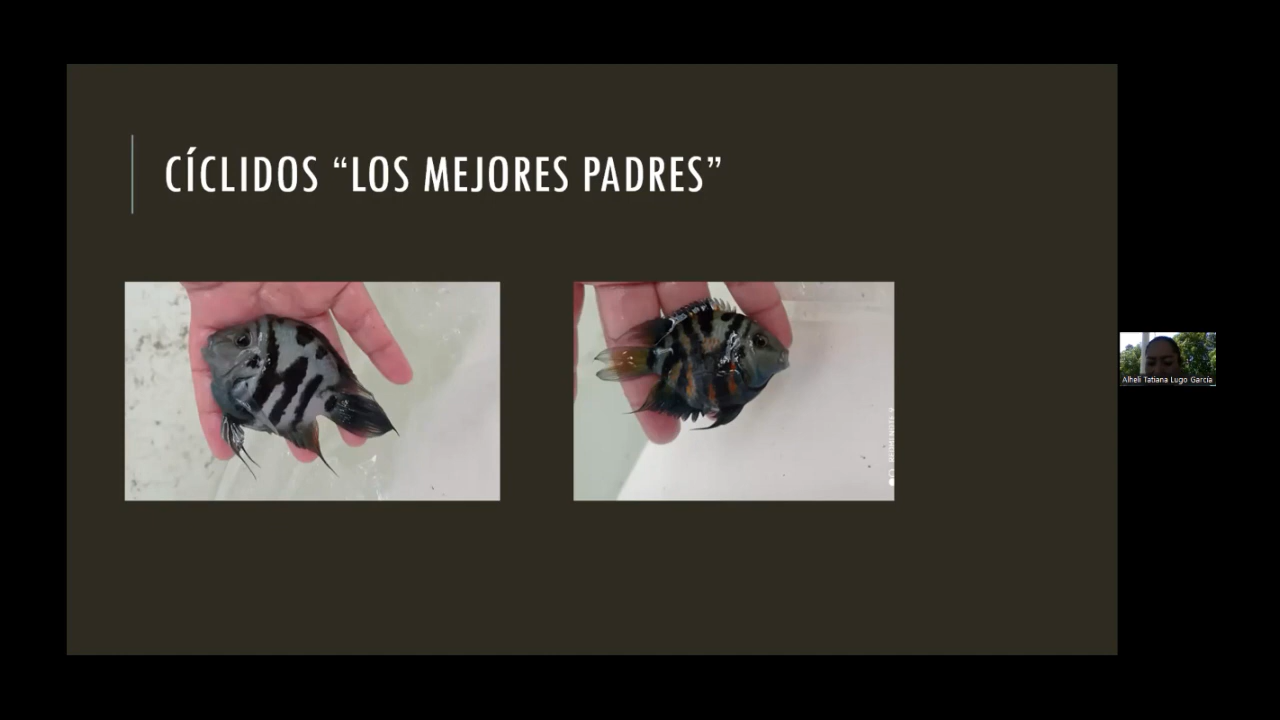 CÍCLIDOS “LOS MEJORES PADRES”
Alheli Tatiana Lugo García